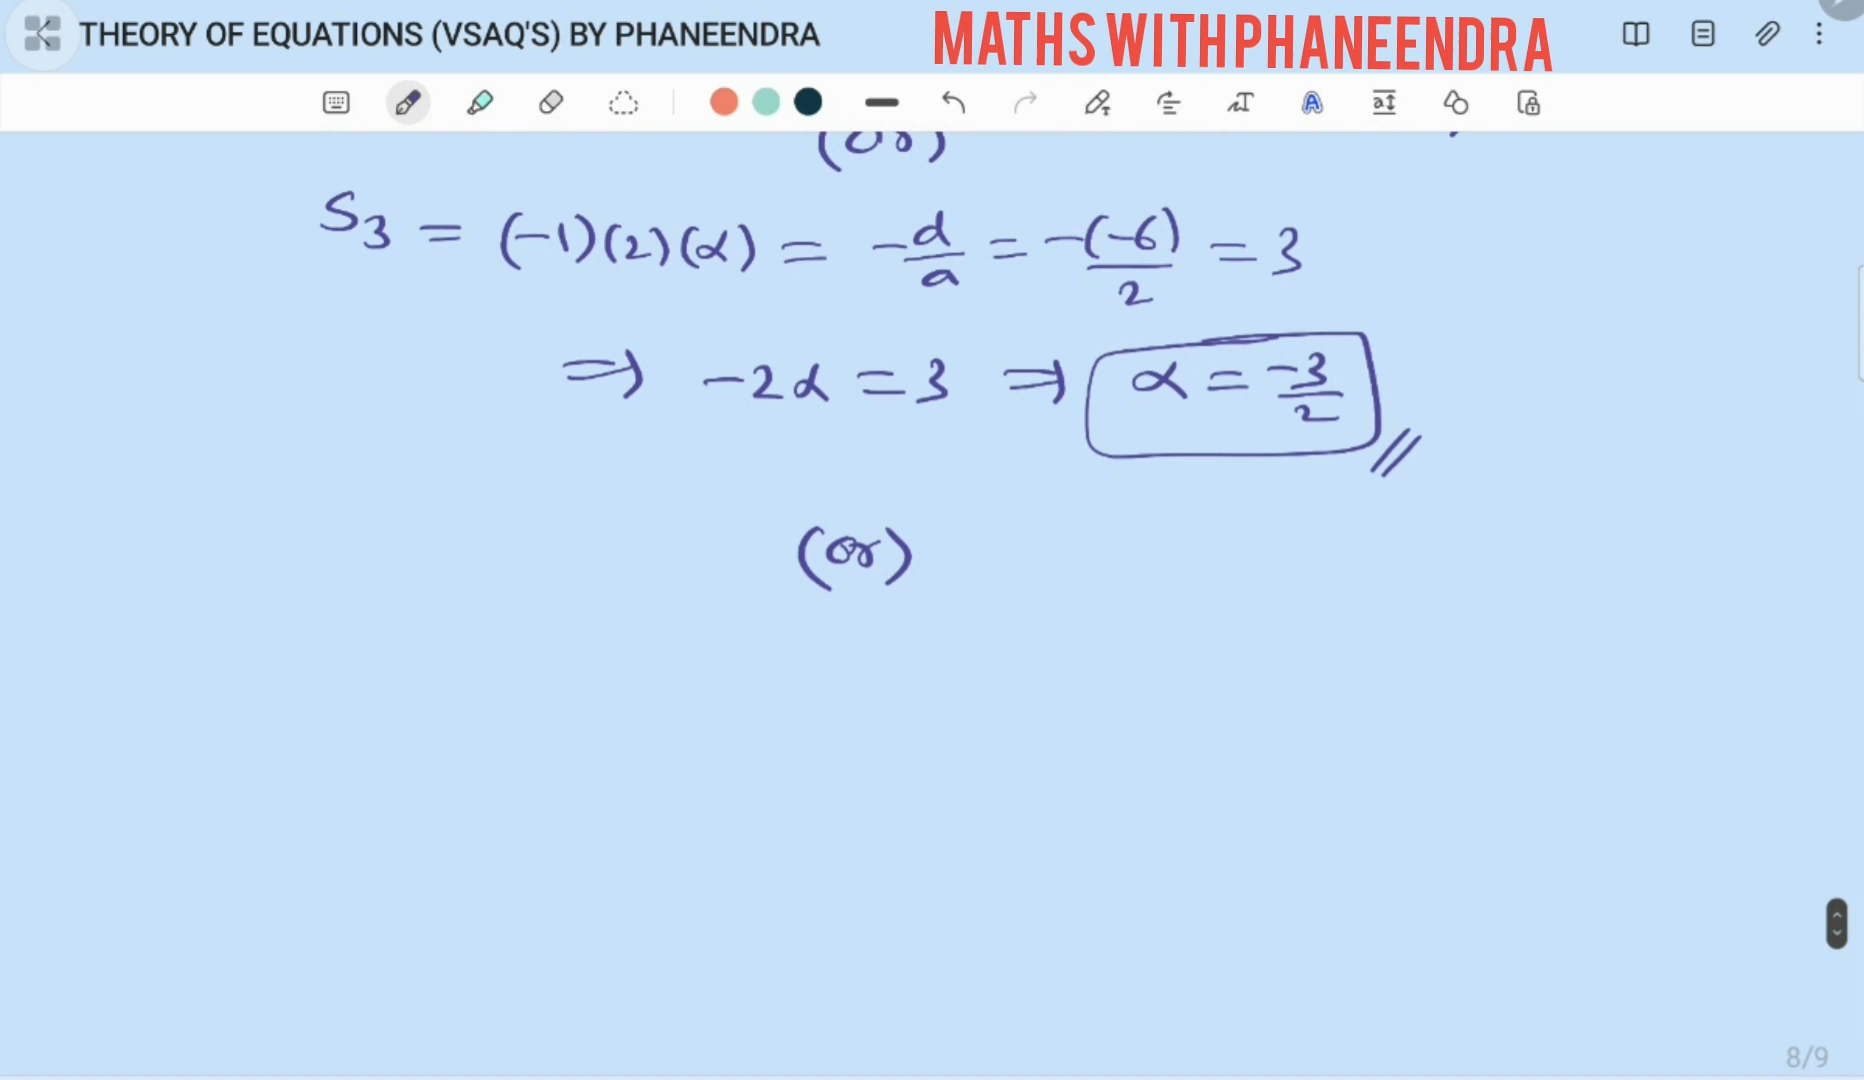 THEORY OF EQUATIONS (VSAQ'S) BY PHANEENDRA
MATHS WITH PHANEENDRA
(or)
S₃ = (-1)(2)(α) = -d/a = -(-6)/2 = 3
⇒ -2α = 3 ⇒ α = -3/2 //
(or)
8/9